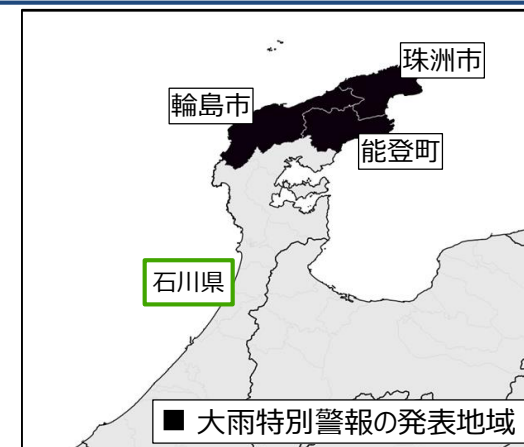 珠洲市
輪島市
能登町
石川県
■ 大雨特別警報の発表地域